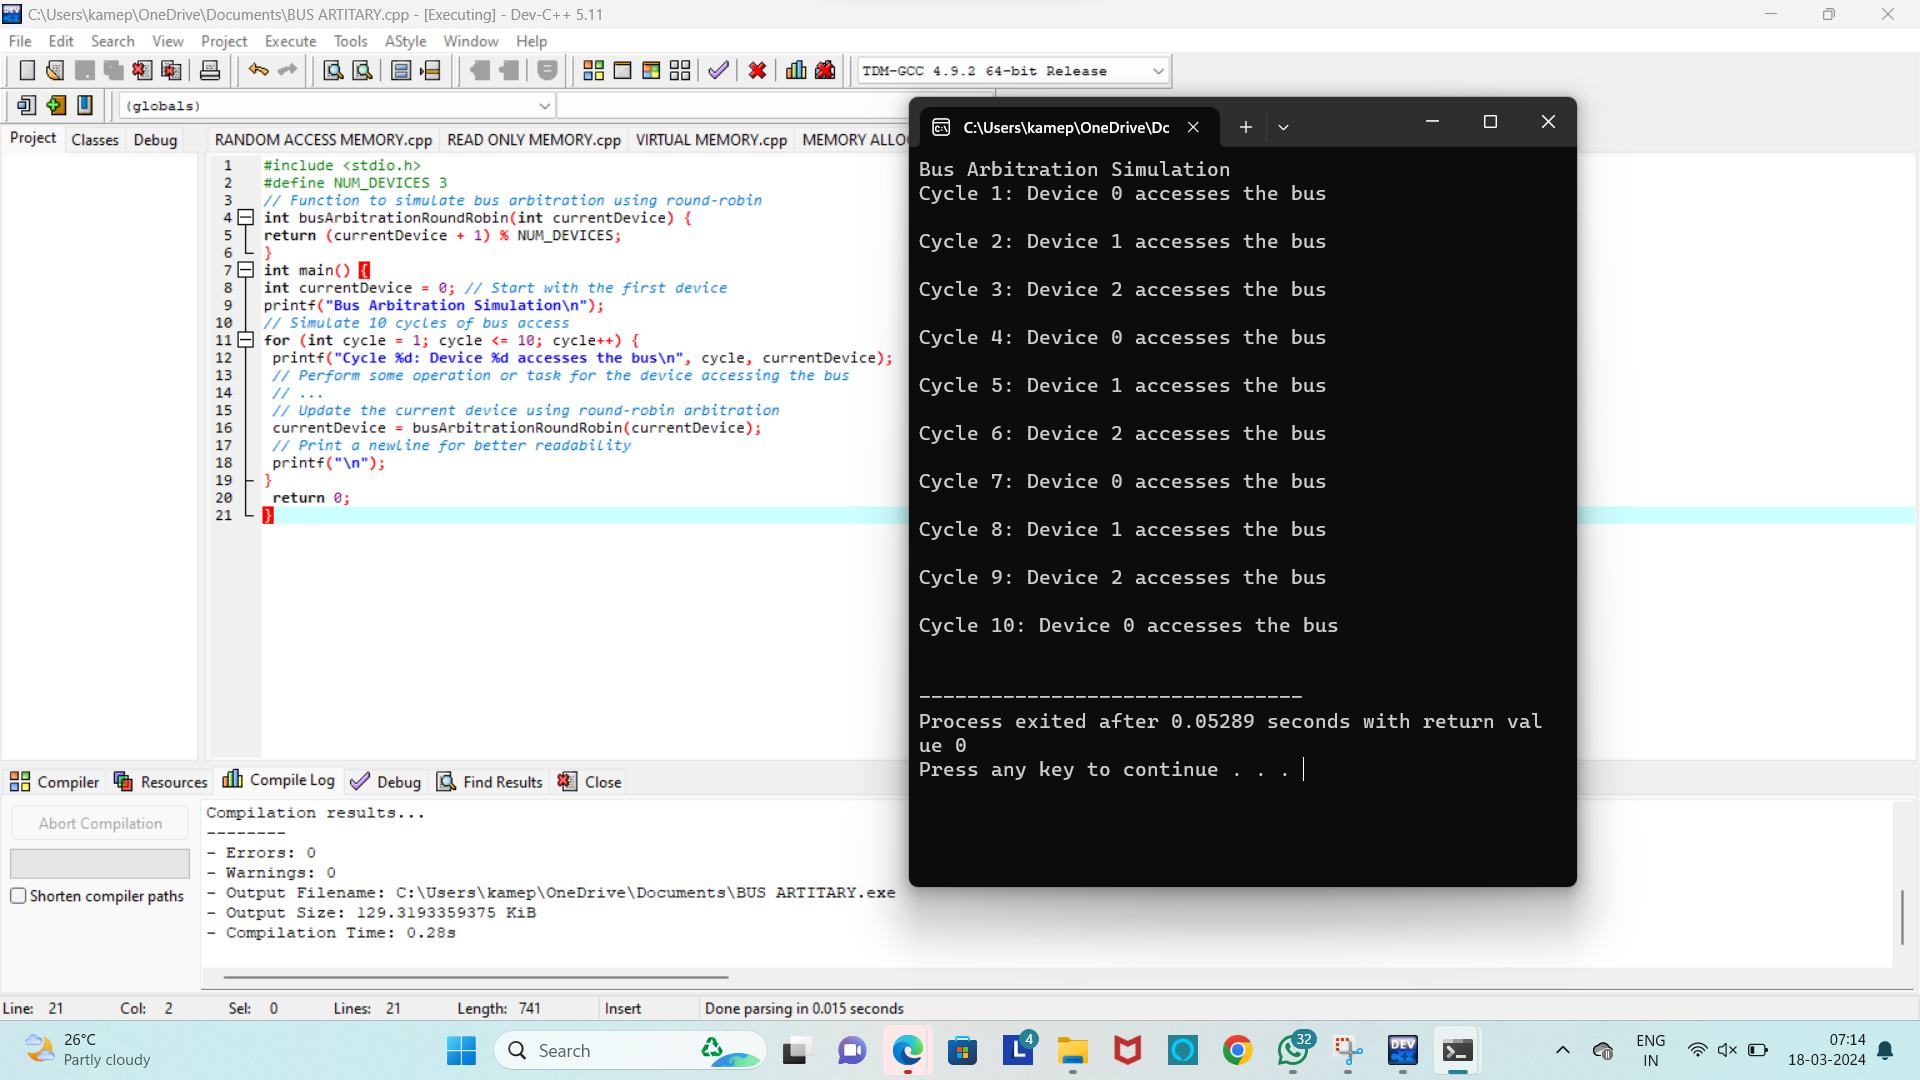 C:\Users\kamep\OneDrive\Documents\BUS ARTITARY.cpp - [Executing] - Dev-C++ 5.11
File Edit Search View Project Execute Tools AStyle Window Help
TDM-GCC 4.9.2 64-bit Release
(globals)
Project Classes Debug
RANDOM ACCESS MEMORY.cpp READ ONLY MEMORY.cpp VIRTUAL MEMORY.cpp MEMORY ALLO
1 #include <stdio.h>
2 #define NUM_DEVICES 3
3 // Function to simulate bus arbitration using round-robin
4 int busArbitrationRoundRobin(int currentDevice) {
5 return (currentDevice + 1) % NUM_DEVICES;
6 }
7 int main() {
8 int currentDevice = 0; // Start with the first device
9 printf("Bus Arbitration Simulation\n");
10 // Simulate 10 cycles of bus access
11 for (int cycle = 1; cycle <= 10; cycle++) {
12 printf("Cycle %d: Device %d accesses the bus\n", cycle, currentDevice);
13 // Perform some operation or task for the device accessing the bus
14 // ...
15 // Update the current device using round-robin arbitration
16 currentDevice = busArbitrationRoundRobin(currentDevice);
17 // Print a newline for better readability
18 printf("\n");
19 }
20 return 0;
21 }
C:\Users\kamep\OneDrive\Dc
Bus Arbitration Simulation
Cycle 1: Device 0 accesses the bus
Cycle 2: Device 1 accesses the bus
Cycle 3: Device 2 accesses the bus
Cycle 4: Device 0 accesses the bus
Cycle 5: Device 1 accesses the bus
Cycle 6: Device 2 accesses the bus
Cycle 7: Device 0 accesses the bus
Cycle 8: Device 1 accesses the bus
Cycle 9: Device 2 accesses the bus
Cycle 10: Device 0 accesses the bus
--------------------------------
Process exited after 0.05289 seconds with return val
ue 0
Press any key to continue . . .
Compiler Resources Compile Log Debug Find Results Close
Abort Compilation
Shorten compiler paths
Compilation results...
--------
- Errors: 0
- Warnings: 0
- Output Filename: C:\Users\kamep\OneDrive\Documents\BUS ARTITARY.exe
- Output Size: 129.3193359375 KiB
- Compilation Time: 0.28s
Line: 21 Col: 2 Sel: 0 Lines: 21 Length: 741 Insert Done parsing in 0.015 seconds
26°C
Partly cloudy
Search
L 4
32
DEV
C++
ENG
IN
07:14
18-03-2024